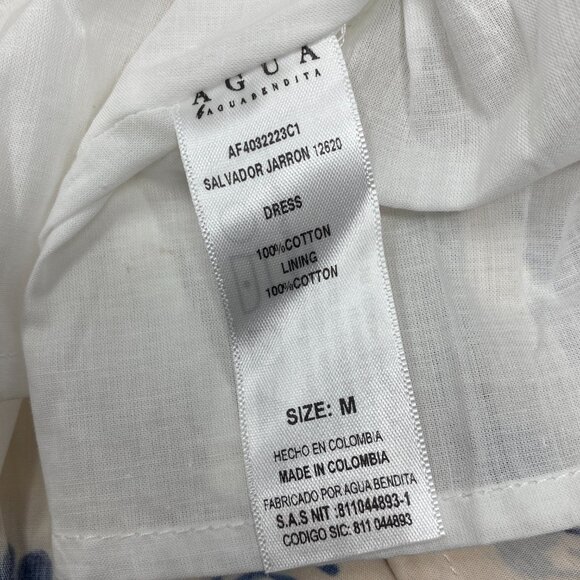 AGUA
by AGUABENDITA
AF4032223C1
SALVADOR JARRON 12620
DRESS
100%COTTON
LINING
100%COTTON
SIZE: M
HECHO EN COLOMBIA
MADE IN COLOMBIA
FABRICADO POR AGUA BENDITA
S.A.S NIT :811044893-1
CODIGO SIC: 811 044893